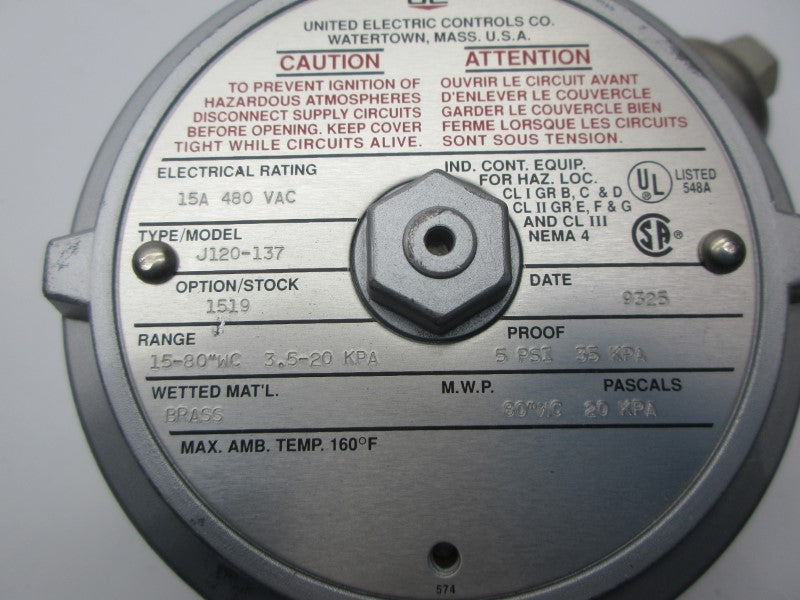 UNITED ELECTRIC CONTROLS CO.
WATERTOWN, MASS. U.S.A.
CAUTION
TO PREVENT IGNITION OF
HAZARDOUS ATMOSPHERES
DISCONNECT SUPPLY CIRCUITS
BEFORE OPENING. KEEP COVER
TIGHT WHILE CIRCUITS ALIVE.
ATTENTION
OUVRIR LE CIRCUIT AVANT
D'ENLEVER LE COUVERCLE
GARDER LE COUVERCLE BIEN
FERME LORSQUE LES CIRCUITS
SONT SOUS TENSION.
ELECTRICAL RATING
15A 480 VAC
IND. CONT. EQUIP.
FOR HAZ. LOC.
CL I GR B, C & D
CL II GR E, F & G
AND CL III
NEMA 4
UL ®
LISTED
548A
SA ®
TYPE/MODEL
J120-137
OPTION/STOCK
1519
DATE
9325
RANGE
15-80"WC 3.5-20 KPA
PROOF
5 PSI 35 KPA
WETTED MAT'L.
BRASS
M.W.P.
PASCALS
80"WC 20 KPA
MAX. AMB. TEMP. 160°F
574